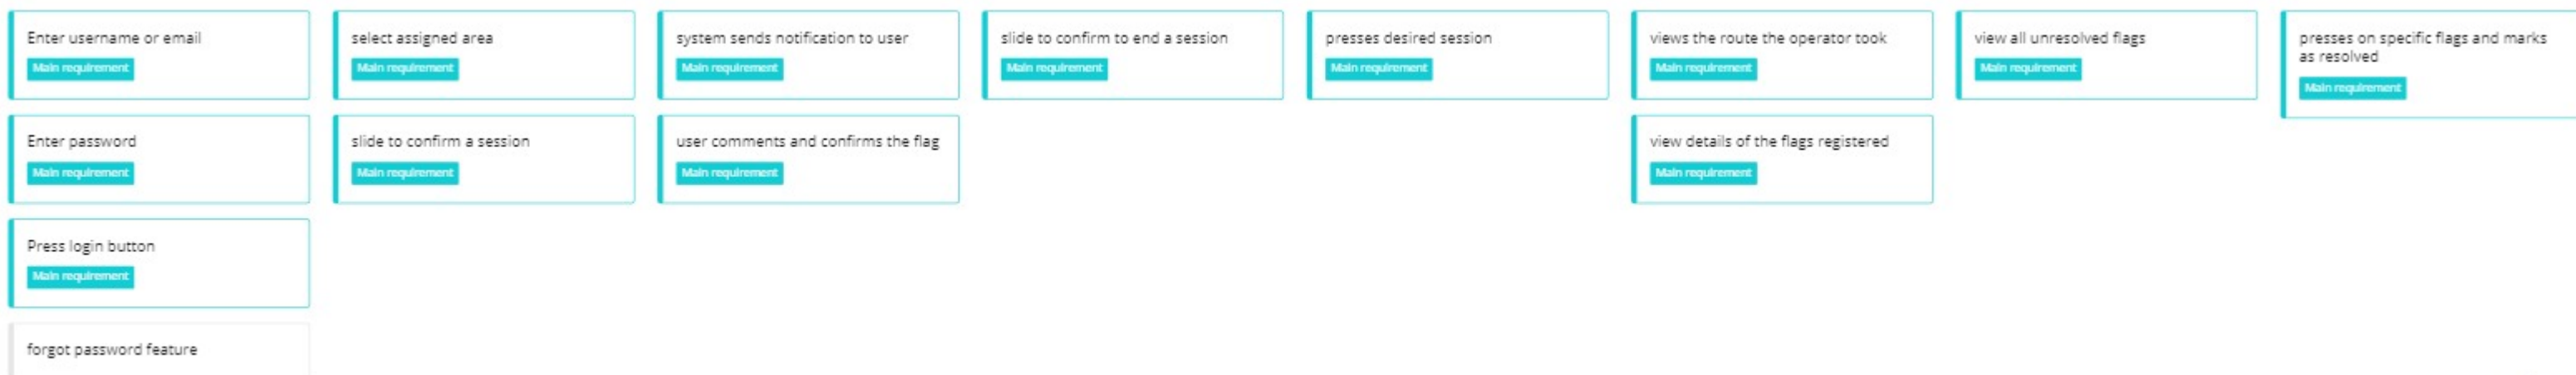 Enter username or email
Main requirement
select assigned area
Main requirement
system sends notification to user
Main requirement
slide to confirm to end a session
Main requirement
presses desired session
Main requirement
views the route the operator took
Main requirement
view all unresolved flags
Main requirement
presses on specific flags and marks
as resolved
Main requirement
Enter password
Main requirement
slide to confirm a session
Main requirement
user comments and confirms the flag
Main requirement
view details of the flags registered
Main requirement
Press login button
Main requirement
forgot password feature